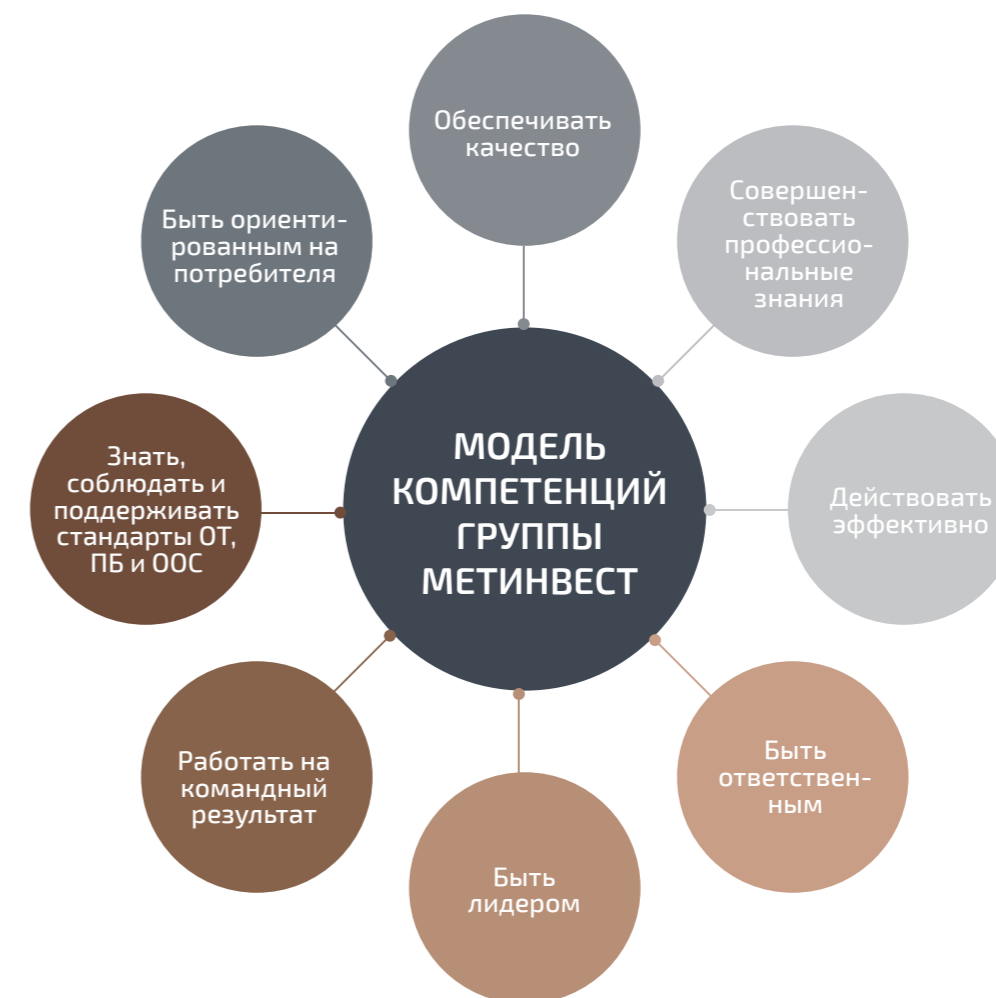 Обеспечивать
качество
Совершен-
ствовать
профессио-
нальные
знания
Действовать
эффективно
Быть
ответствен-
ным
Быть
лидером
Работать на
командный
результат
Знать,
соблюдать и
поддерживать
стандарты ОТ,
ПБ и ООС
Быть ориенти-
рованным на
потребителя
МОДЕЛЬ
КОМПЕТЕНЦИЙ
ГРУППЫ
МЕТИНВЕСТ